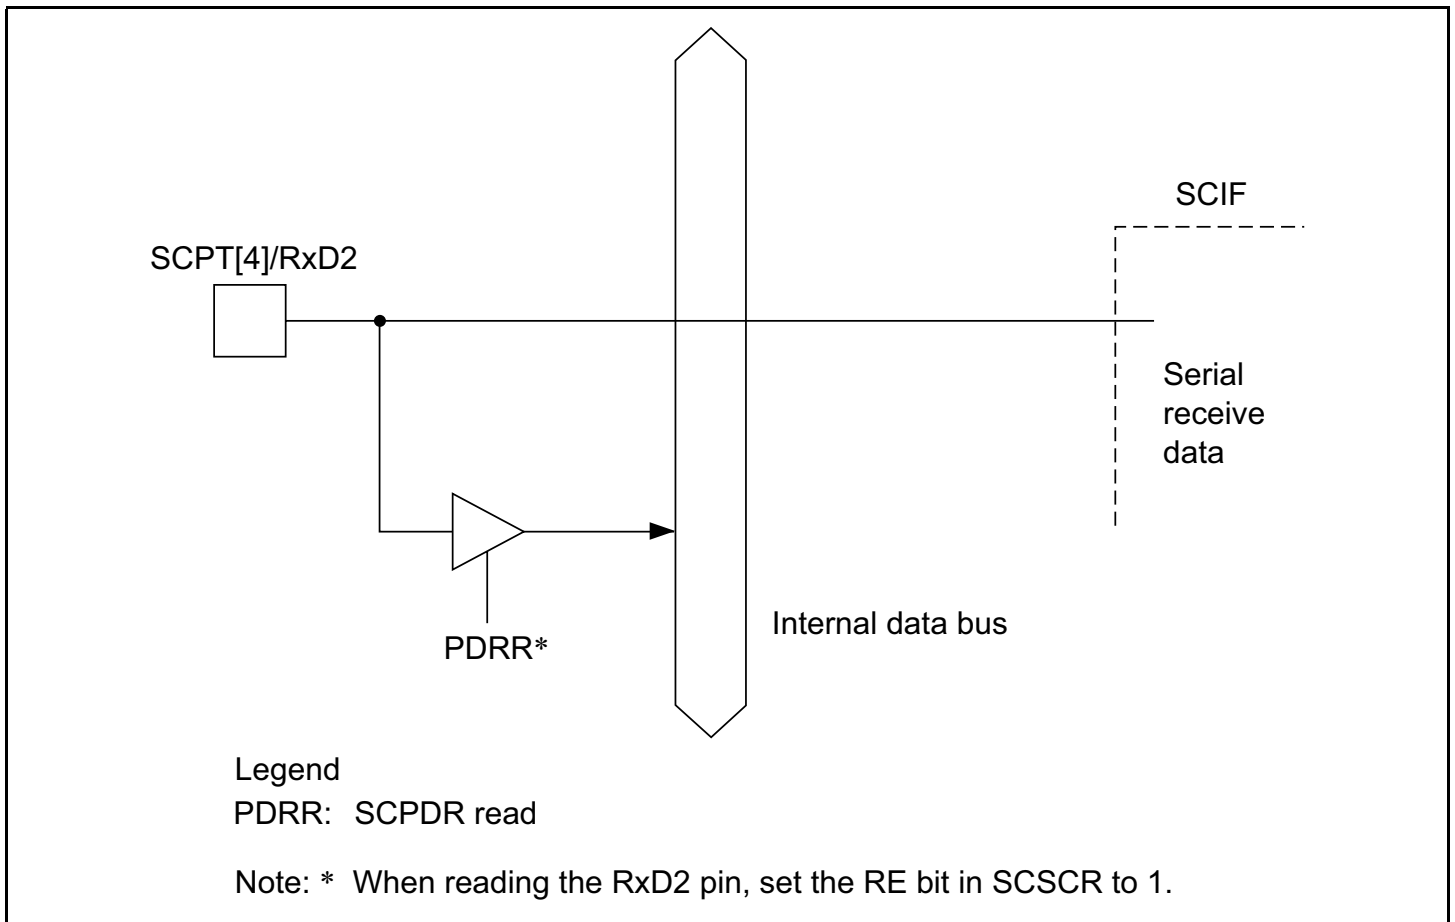 SCIF
SCPT[4]/RxD2
Serial
receive
data
Internal data bus
PDRR*
Legend
PDRR: SCPDR read
Note: * When reading the RxD2 pin, set the RE bit in SCSCR to 1.